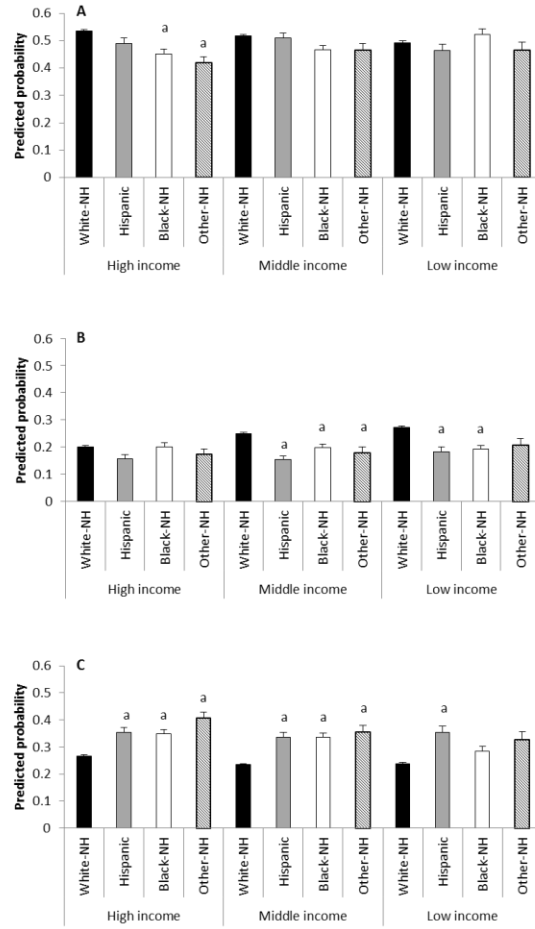 A
Predicted probability
0.6
0.5
0.4
0.3
0.2
0.1
0
a
a
White-NH
Hispanic
Black-NH
Other-NH
White-NH
Hispanic
Black-NH
Other-NH
White-NH
Hispanic
Black-NH
Other-NH
High income
Middle income
Low income
B
Predicted probability
0.6
0.5
0.4
0.3
0.2
0.1
0
a
a
a
a
a
White-NH
Hispanic
Black-NH
Other-NH
White-NH
Hispanic
Black-NH
Other-NH
White-NH
Hispanic
Black-NH
Other-NH
High income
Middle income
Low income
C
Predicted probability
0.6
0.5
0.4
0.3
0.2
0.1
0
a
a
a
a
a
a
a
White-NH
Hispanic
Black-NH
Other-NH
White-NH
Hispanic
Black-NH
Other-NH
White-NH
Hispanic
Black-NH
Other-NH
High income
Middle income
Low income